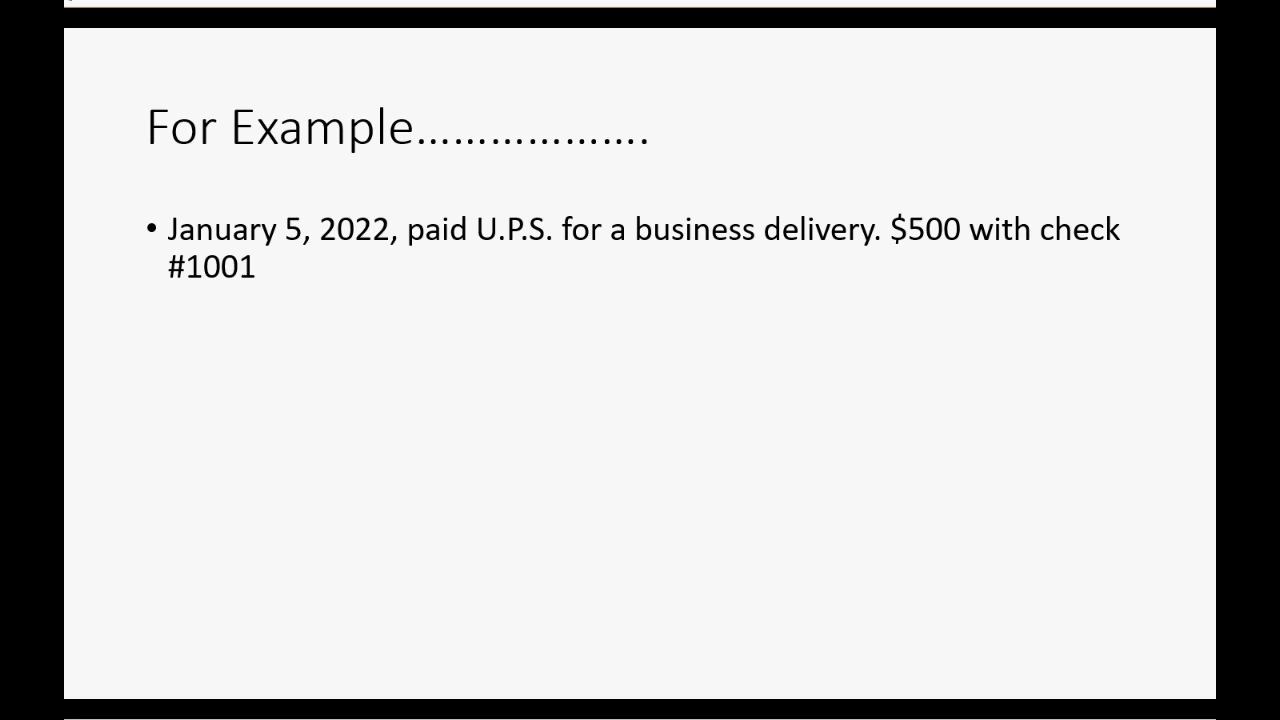 For Example……………….
• January 5, 2022, paid U.P.S. for a business delivery. $500 with check
#1001